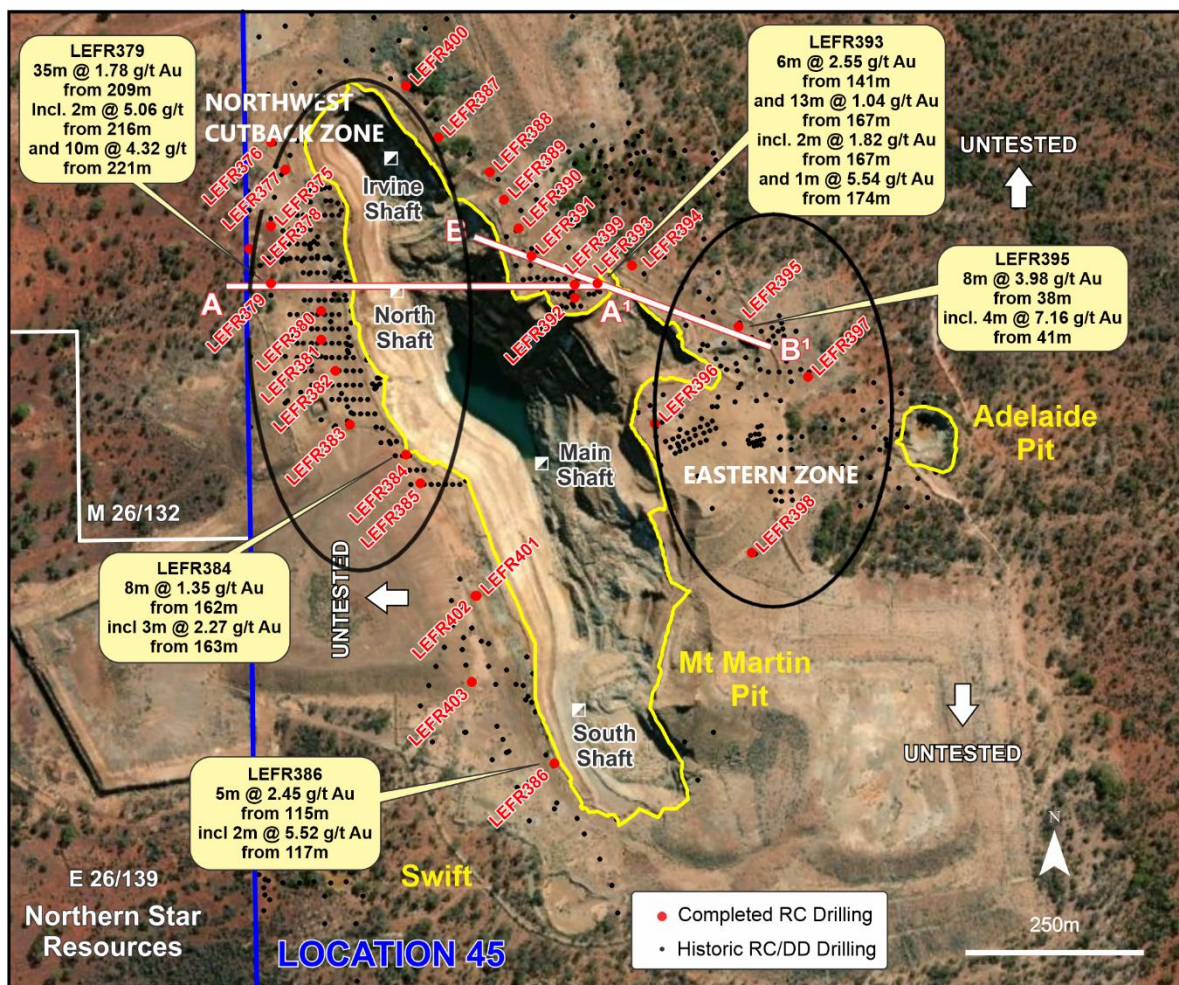 LEFR379
35m @ 1.78 g/t Au
from 209m
Incl. 2m @ 5.06 g/t
from 216m
and 10m @ 4.32 g/t
from 221m
LEFR393
6m @ 2.55 g/t Au
from 141m
and 13m @ 1.04 g/t Au
from 167m
incl. 2m @ 1.82 g/t Au
from 167m
and 1m @ 5.54 g/t Au
from 174m
LEFR400
LEFR387
LEFR388
LEFR389
LEFR390
LEFR391
LEFR399
LEFR393
LEFR394
LEFR395
NORTHWEST
CUTBACK ZONE
UNTESTED
LEFR376
LEFR377
LEFR375
LEFR378
LEFR379
Irvine
Shaft
B
A
North
Shaft
LEFR392
A¹
B¹
LEFR395
8m @ 3.98 g/t Au
from 38m
incl. 4m @ 7.16 g/t Au
from 41m
LEFR380
LEFR381
LEFR382
LEFR383
LEFR384
LEFR385
LEFR396
LEFR397
Adelaide
Pit
Main
Shaft
EASTERN ZONE
LEFR398
M 26/132
LEFR384
8m @ 1.35 g/t Au
from 162m
incl 3m @ 2.27 g/t Au
from 163m
UNTESTED
LEFR401
LEFR402
LEFR403
Mt Martin
Pit
South
Shaft
UNTESTED
LEFR386
LEFR386
5m @ 2.45 g/t Au
from 115m
incl 2m @ 5.52 g/t Au
from 117m
Swift
E 26/139
Northern Star
Resources
LOCATION 45
Completed RC Drilling
Historic RC/DD Drilling
N
250m